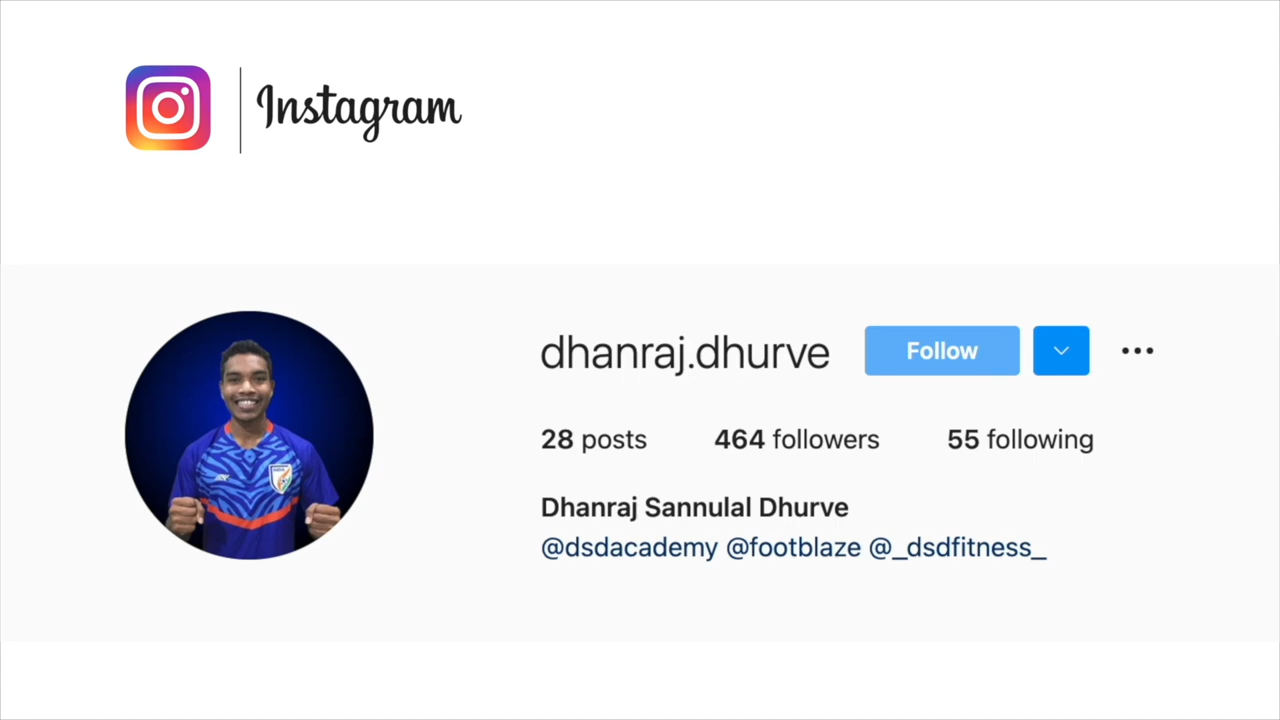 Instagram
dhanraj.dhurve Follow
28 posts 464 followers 55 following
Dhanraj Sannulal Dhurve
@dsdacademy @footblaze @_dsdfitness_